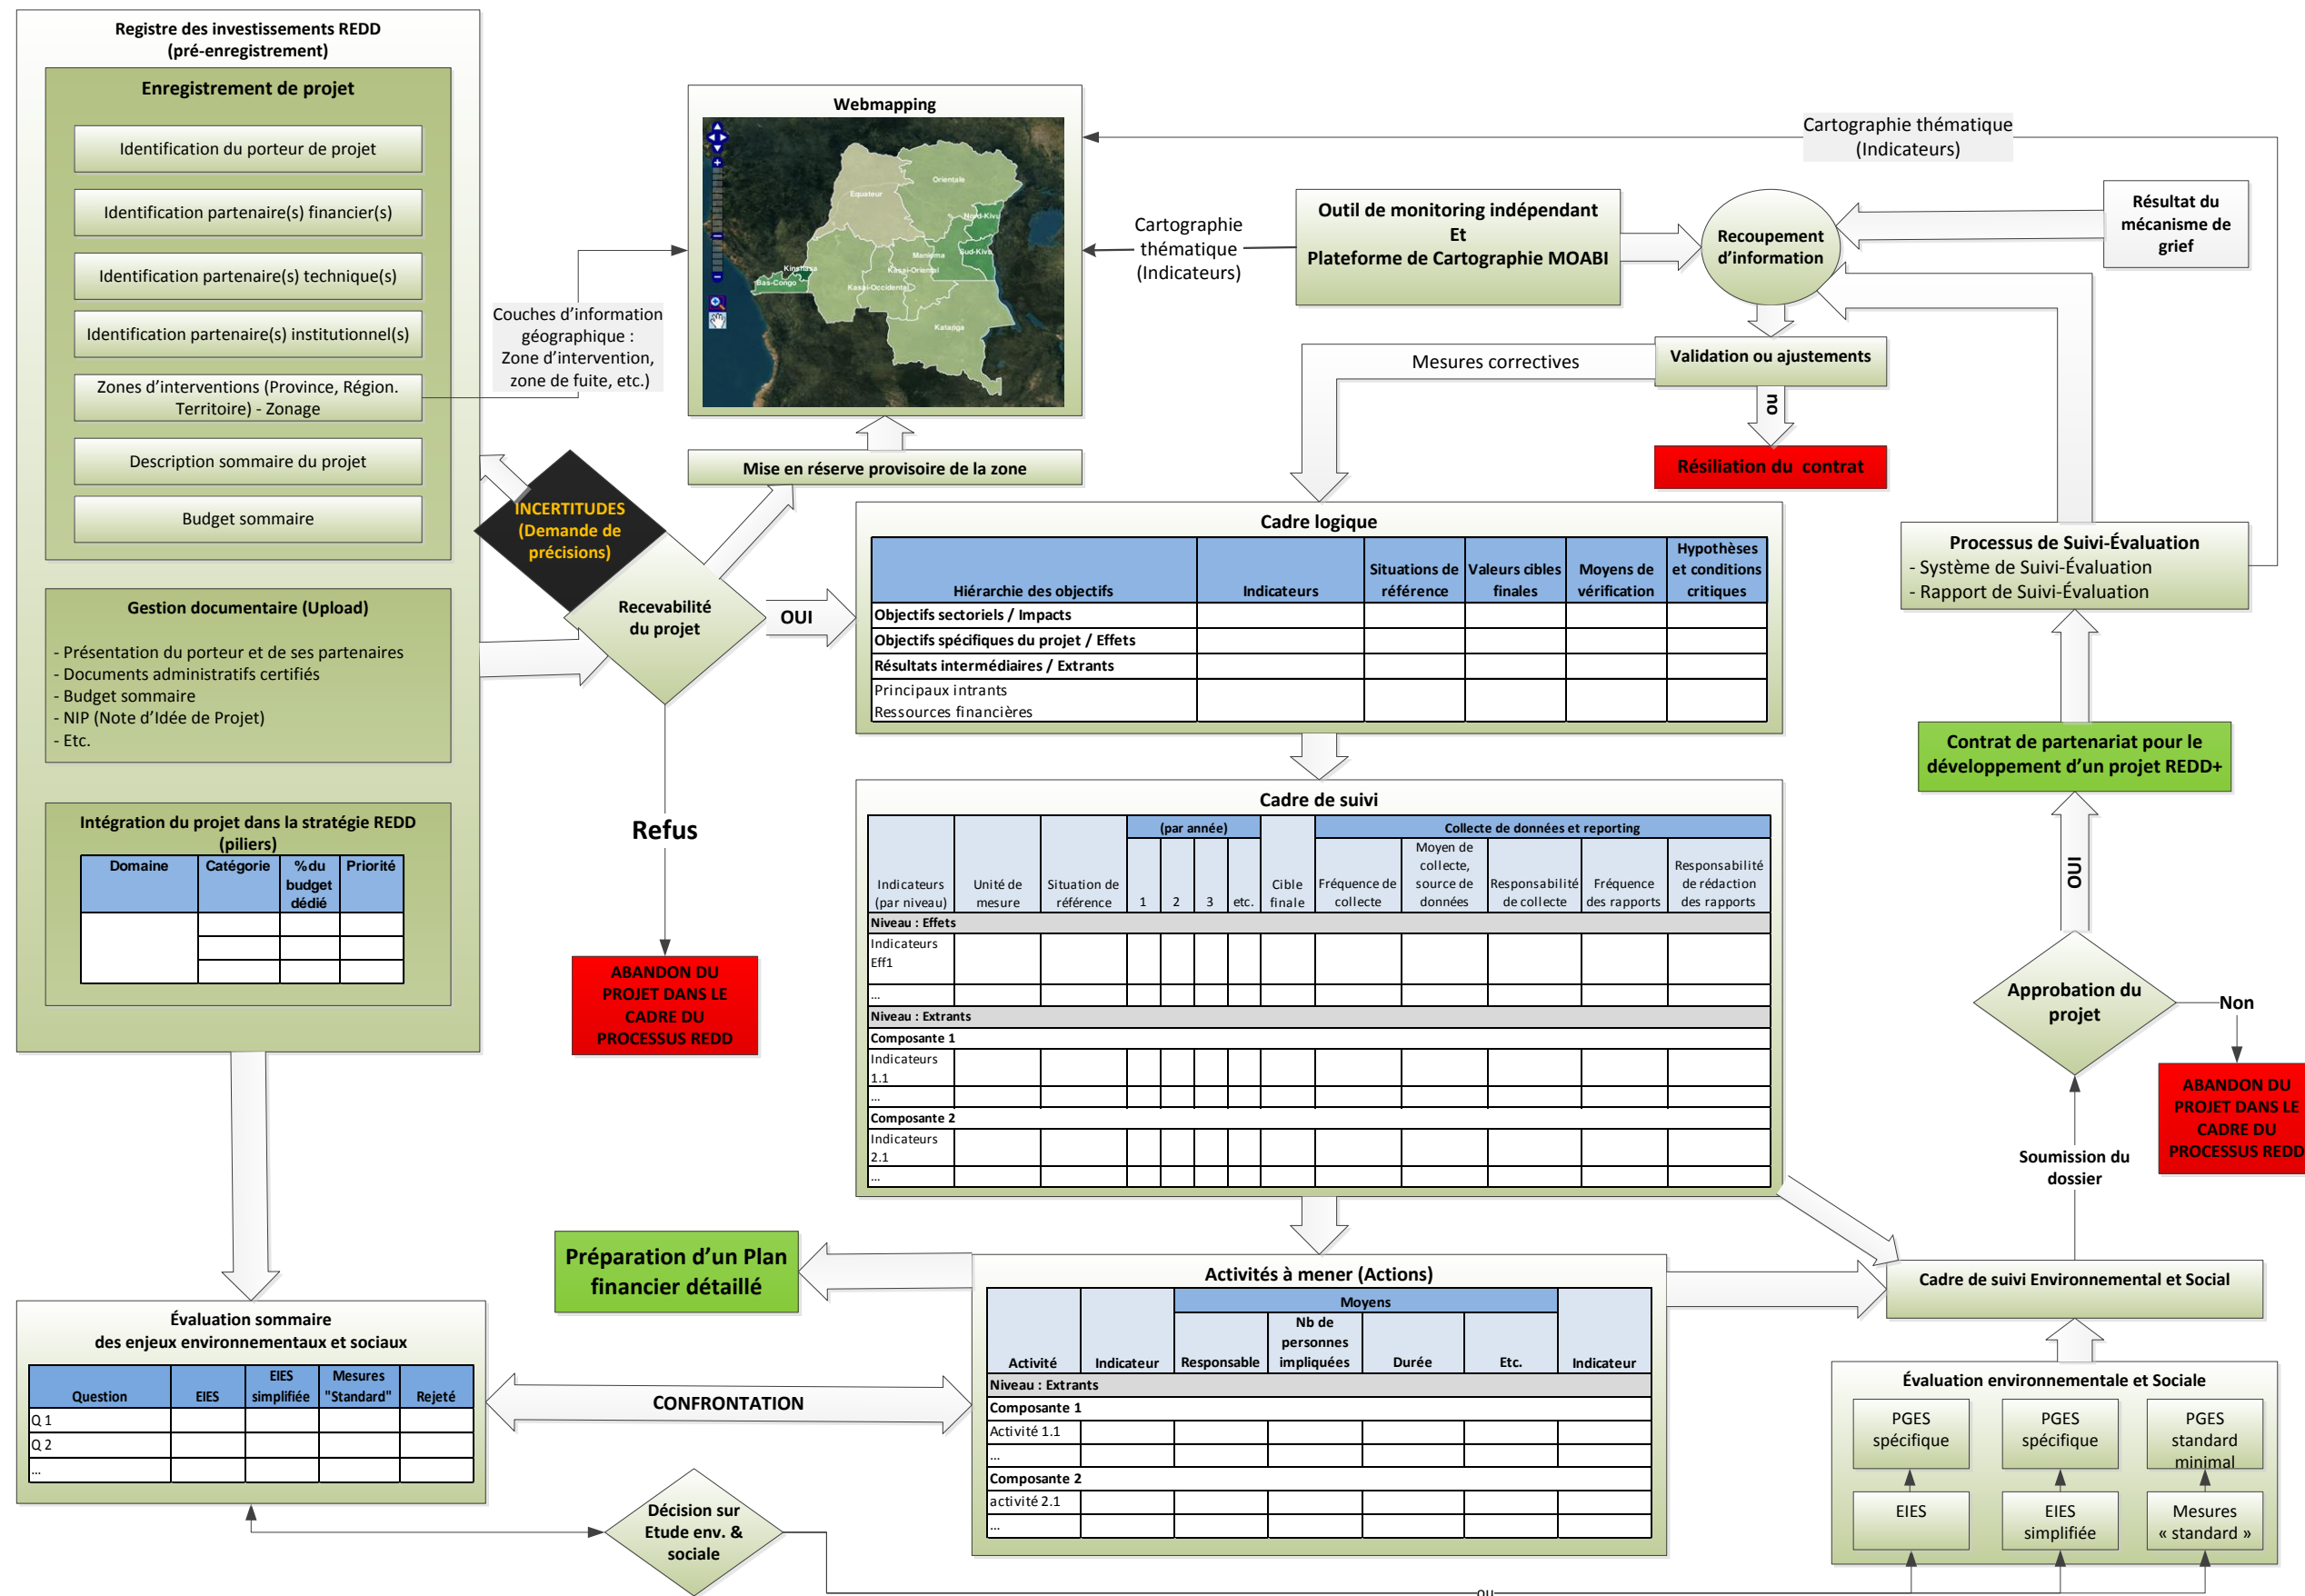 Registre des investissements REDD
(pré-enregistrement)
Enregistrement de projet
Identification du porteur de projet
Identification partenaire(s) financier(s)
Identification partenaire(s) technique(s)
Identification partenaire(s) institutionnel(s)
Zones d'interventions (Province, Région.
Territoire) - Zonage
Description sommaire du projet
Budget sommaire
Gestion documentaire (Upload)
- Présentation du porteur et de ses partenaires
- Documents administratifs certifiés
- Budget sommaire
- NIP (Note d'Idée de Projet)
- Etc.
Intégration du projet dans la stratégie REDD
(piliers)
Domaine Catégorie %du budget dédié Priorité
Couches d'information
géographique :
Zone d'intervention,
zone de fuite, etc.)
Webmapping
Equateur
Orientale
Nord-Kivu
Sud-Kivu
Maniema
Kasaï-Oriental
Kinshasa
Bas-Congo
Kasaï-Occidental
Katanga
Mise en réserve provisoire de la zone
INCERTITUDES
(Demande de
précisions)
Recevabilité
du projet
OUI
Refus
ABANDON DU
PROJET DANS LE
CADRE DU
PROCESSUS REDD
Cartographie
thématique
(Indicateurs)
Outil de monitoring indépendant
Et
Plateforme de Cartographie MOABI
Cartographie thématique
(Indicateurs)
Recoupement
d'information
Résultat du
mécanisme de
grief
Validation ou ajustements
Mesures correctives
no
Résiliation du contrat
Cadre logique
Hiérarchie des objectifs Indicateurs Situations de référence Valeurs cibles finales Moyens de vérification Hypothèses et conditions critiques
Objectifs sectoriels / Impacts
Objectifs spécifiques du projet / Effets
Résultats intermédiaires / Extrants
Principaux intrants
Ressources financières
Cadre de suivi
(par année) Collecte de données et reporting
Indicateurs (par niveau) Unité de mesure Situation de référence 1 2 3 etc. Cible finale Fréquence de collecte Moyen de collecte, source de données Responsabilité de collecte Fréquence des rapports Responsabilité de rédaction des rapports
Niveau : Effets
Indicateurs
Eff1
...
Niveau : Extrants
Composante 1
Indicateurs
1.1
...
Composante 2
Indicateurs
2.1
...
Processus de Suivi-Évaluation
- Système de Suivi-Évaluation
- Rapport de Suivi-Évaluation
Contrat de partenariat pour le
développement d'un projet REDD+
OUI
Approbation du
projet
Non
ABANDON DU
PROJET DANS LE
CADRE DU
PROCESSUS REDD
Soumission du
dossier
Cadre de suivi Environnemental et Social
Préparation d'un Plan
financier détaillé
Activités à mener (Actions)
Moyens
Activité Indicateur Responsable Nb de personnes impliquées Durée Etc. Indicateur
Niveau : Extrants
Composante 1
Activité 1.1
...
Composante 2
activité 2.1
...
Évaluation sommaire
des enjeux environnementaux et sociaux
Question EIES EIES simplifiée Mesures "Standard" Rejeté
Q 1
Q 2
...
CONFRONTATION
Décision sur
Etude env. &
sociale
ou
Évaluation environnementale et Sociale
PGES
spécifique
PGES
spécifique
PGES
standard
minimal
EIES
EIES
simplifiée
Mesures
« standard »